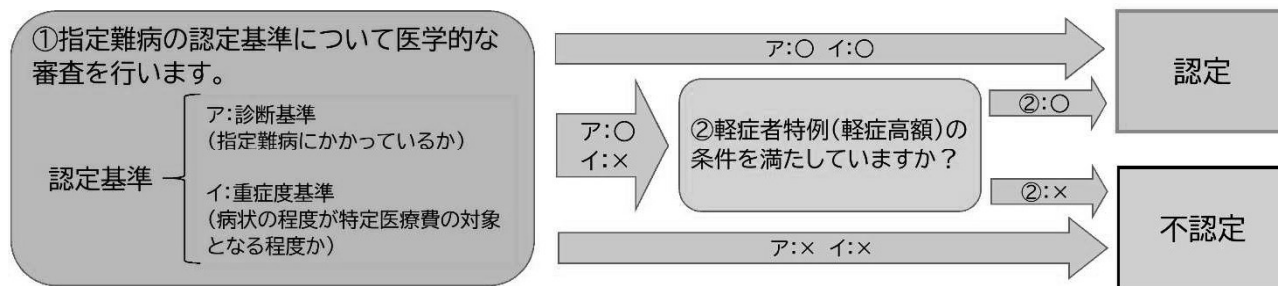 ①指定難病の認定基準について医学的な
審査を行います。
認定基準
ア:診断基準
(指定難病にかかっているか)
イ:重症度基準
(病状の程度が特定医療費の対象
となる程度か)
ア:○ イ:○
ア:○
イ:×
②軽症者特例(軽症高額)の
条件を満たしていますか?
②:○
②:×
ア:× イ:×
認定
不認定